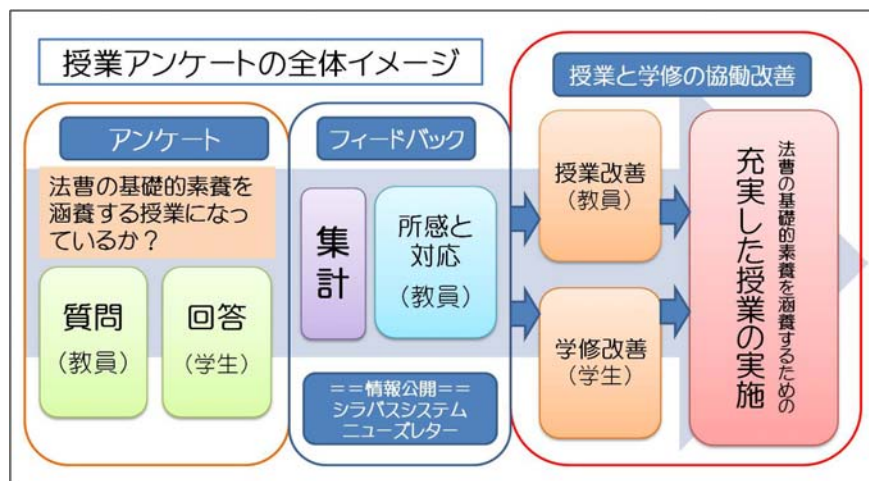 授業アンケートの全体イメージ
アンケート
法曹の基礎的素養を
涵養する授業になっ
ているか？
質問
（教員）
回答
（学生）
フィードバック
集計
所感と
対応
（教員）
＝＝情報公開＝＝
シラバスシステム
ニューズレター
授業と学修の協働改善
授業改善
（教員）
学修改善
（学生）
法曹の基礎的素養を涵養するための
充実した授業の実施